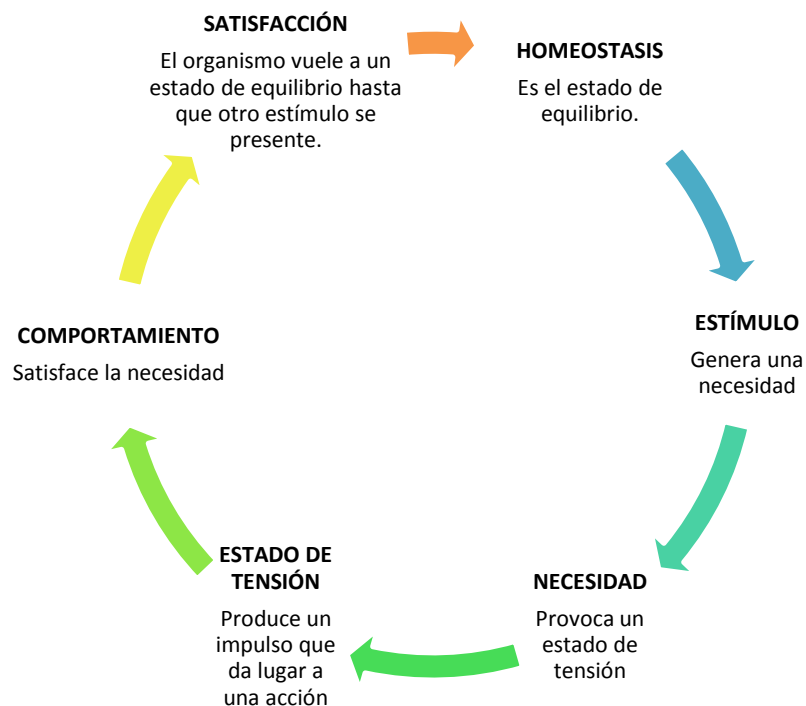 SATISFACCIÓN
El organismo vuele a un
estado de equilibrio hasta
que otro estímulo se
presente.
HOMEOSTASIS
Es el estado de
equilibrio.
ESTÍMULO
Genera una
necesidad
NECESIDAD
Provoca un
estado de
tensión
ESTADO DE
TENSIÓN
Produce un
impulso que
da lugar a
una acción
COMPORTAMIENTO
Satisface la necesidad